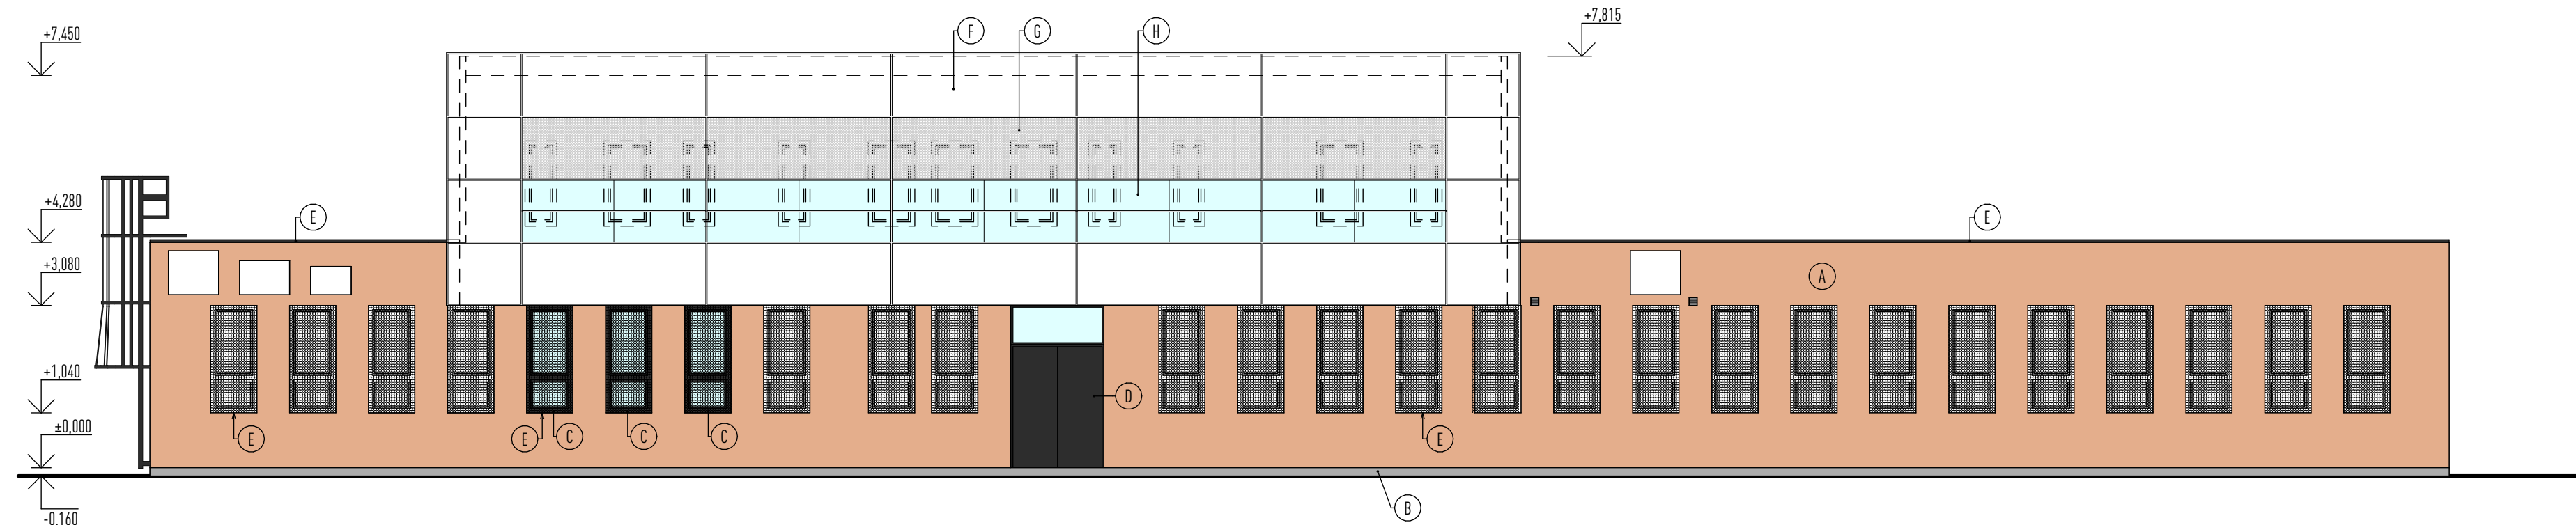 +7,815
F
G
H
+7,450
+4,280
E
E
+3,080
A
+1,040
D
±0,000
E
E
C
C
C
E
B
-0,160